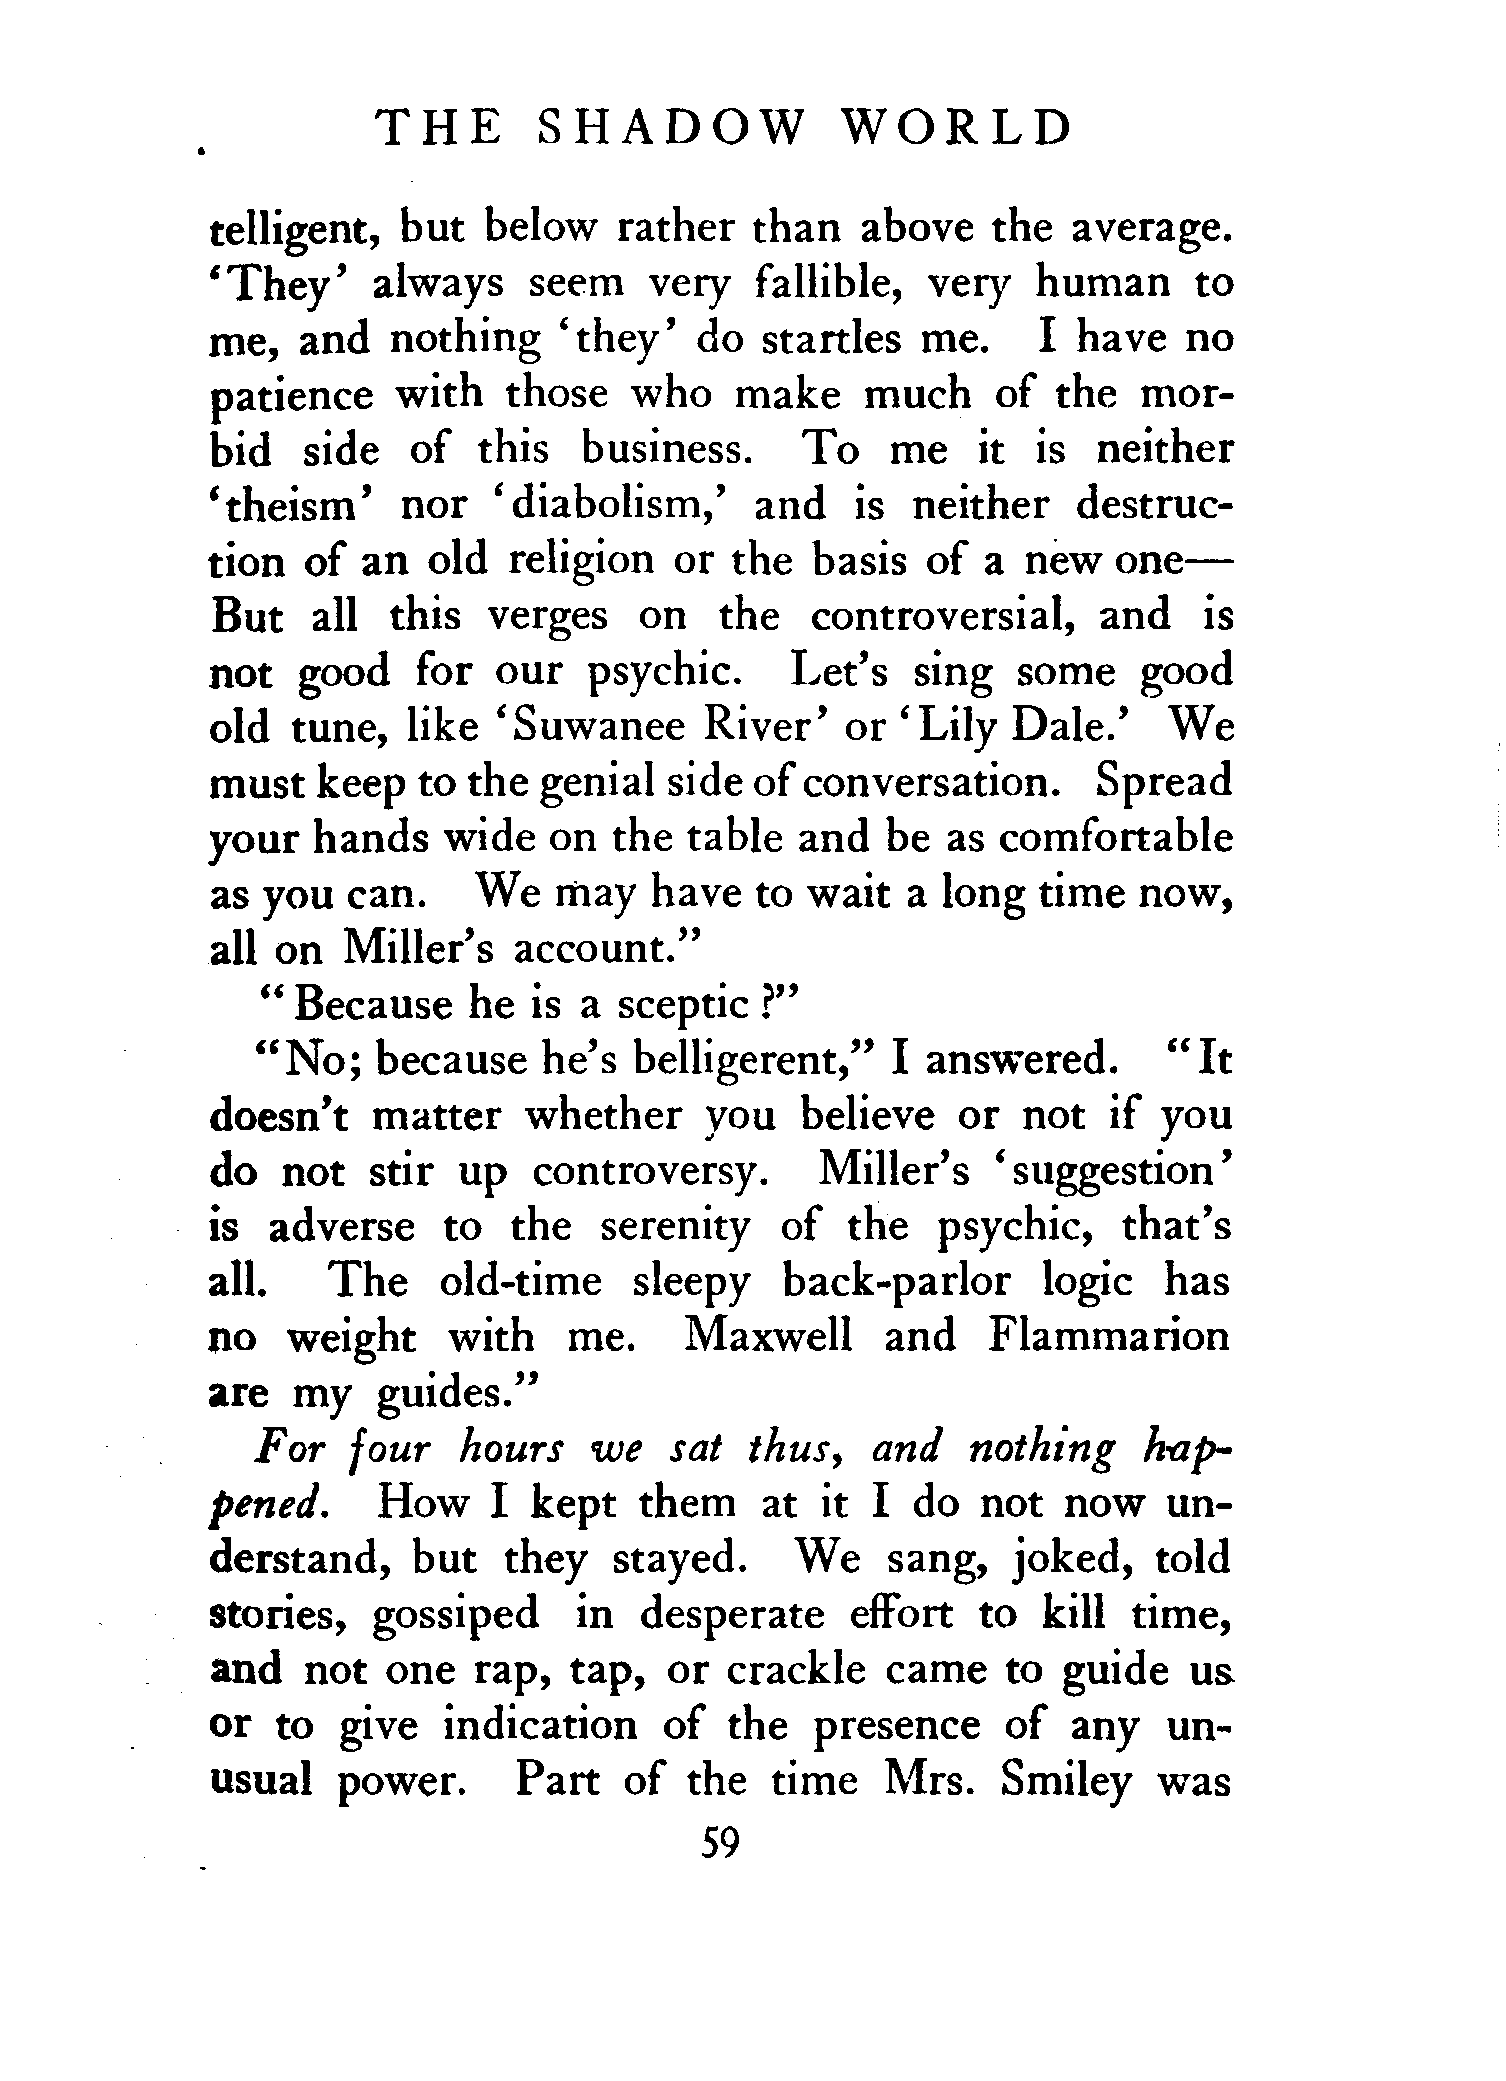 THE SHADOW WORLD
telligent, but below rather than above the average.
‘They’ always seem very fallible, very human to
me, and nothing ‘they’ do startles me. I have no
patience with those who make much of the mor-
bid side of this business. To me it is neither
‘theism’ nor ‘diabolism,’ and is neither destruc-
tion of an old religion or the basis of a new one—
But all this verges on the controversial, and is
not good for our psychic. Let’s sing some good
old tune, like ‘Suwanee River’ or ‘Lily Dale.’ We
must keep to the genial side of conversation. Spread
your hands wide on the table and be as comfortable
as you can. We may have to wait a long time now,
all on Miller’s account.”
“Because he is a sceptic?”
“No; because he’s belligerent,” I answered. “It
doesn’t matter whether you believe or not if you
do not stir up controversy. Miller’s ‘suggestion’
is adverse to the serenity of the psychic, that’s
all. The old-time sleepy back-parlor logic has
no weight with me. Maxwell and Flammarion
are my guides.”
For four hours we sat thus, and nothing hap-
pened. How I kept them at it I do not now un-
derstand, but they stayed. We sang, joked, told
stories, gossiped in desperate effort to kill time,
and not one rap, tap, or crackle came to guide us
or to give indication of the presence of any un-
usual power. Part of the time Mrs. Smiley was
59